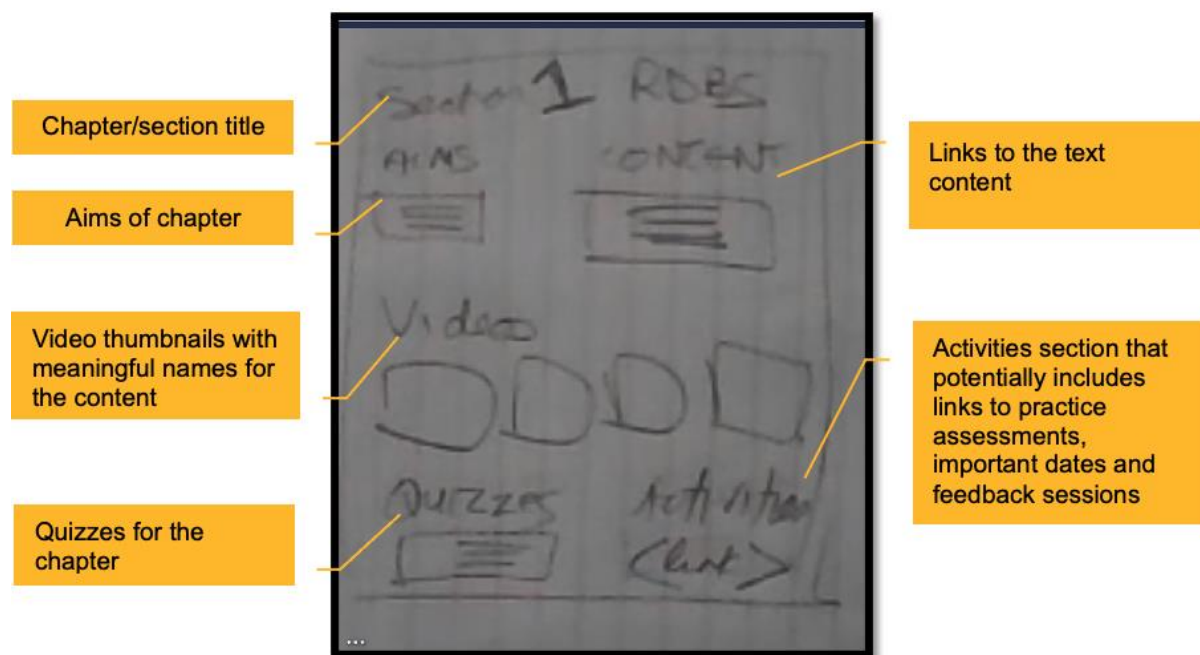 Chapter/section title
Aims of chapter
Video thumbnails with
meaningful names for
the content
Quizzes for the
chapter
Section 1 RDBS
AIMS CONTENT
Video
Quizzes Activities
Links to the text
content
Activities section that
potentially includes
links to practice
assessments,
important dates and
feedback sessions